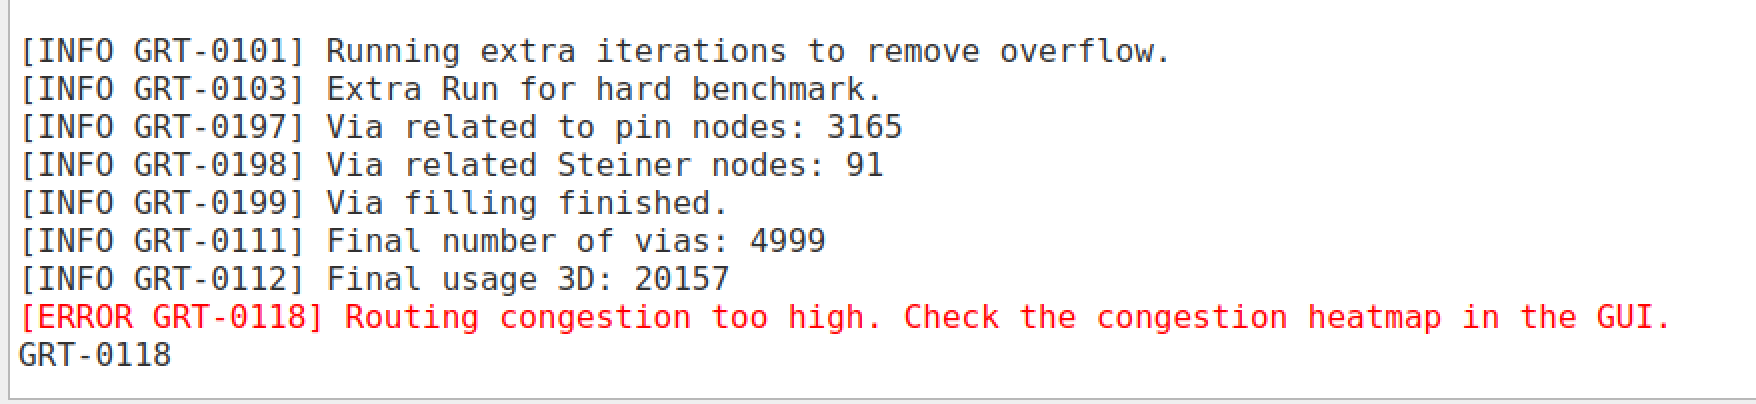 [INFO GRT-0101] Running extra iterations to remove overflow.
[INFO GRT-0103] Extra Run for hard benchmark.
[INFO GRT-0197] Via related to pin nodes: 3165
[INFO GRT-0198] Via related Steiner nodes: 91
[INFO GRT-0199] Via filling finished.
[INFO GRT-0111] Final number of vias: 4999
[INFO GRT-0112] Final usage 3D: 20157
[ERROR GRT-0118] Routing congestion too high. Check the congestion heatmap in the GUI.
GRT-0118